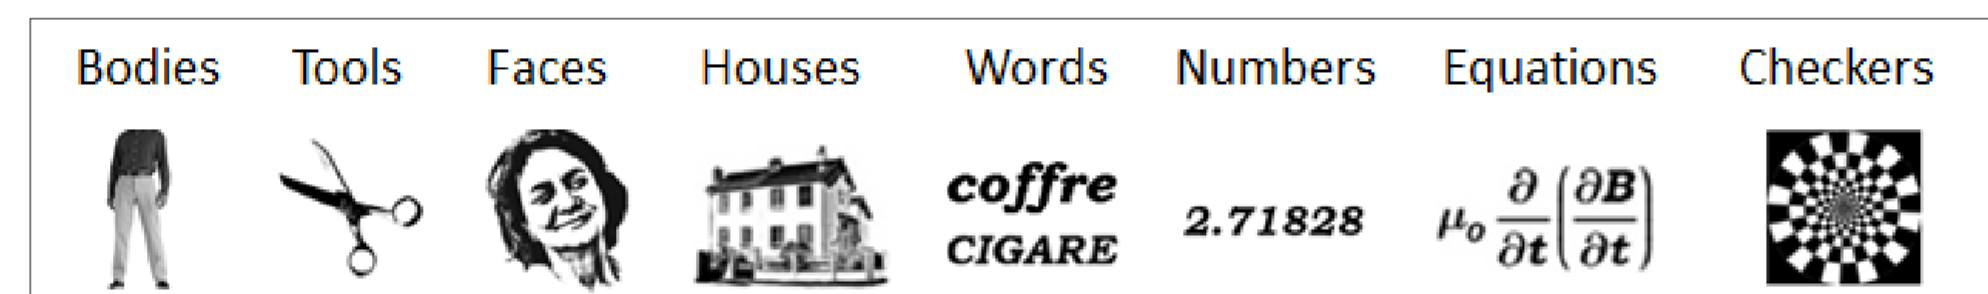 Bodies Tools Faces Houses Words Numbers Equations Checkers
coffre
CIGARE
2.71828
μ₀ ∂/∂t (∂B/∂t)